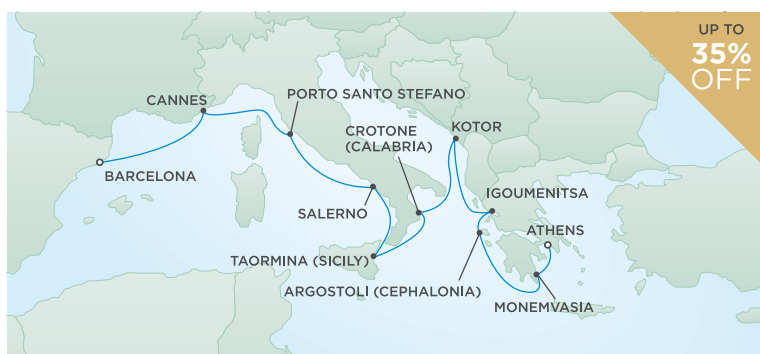 UP TO
35%
OFF
CANNES
PORTO SANTO STEFANO
CROTONE
(CALABRIA)
KOTOR
BARCELONA
IGOUMENITSA
SALERNO
ATHENS
TAORMINA (SICILY)
ARGOSTOLI (CEPHALONIA)
MONEMVASIA